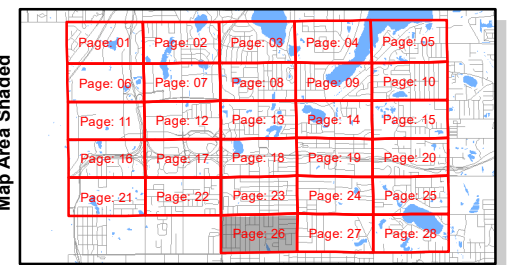 Map Area Shaded
Page: 01 Page: 02 Page: 03 Page: 04 Page: 05
Page: 06 Page: 07 Page: 08 Page: 09 Page: 10
Page: 11 Page: 12 Page: 13 Page: 14 Page: 15
Page: 16 Page: 17 Page: 18 Page: 19 Page: 20
Page: 21 Page: 22 Page: 23 Page: 24 Page: 25
Page: 26 Page: 27 Page: 28